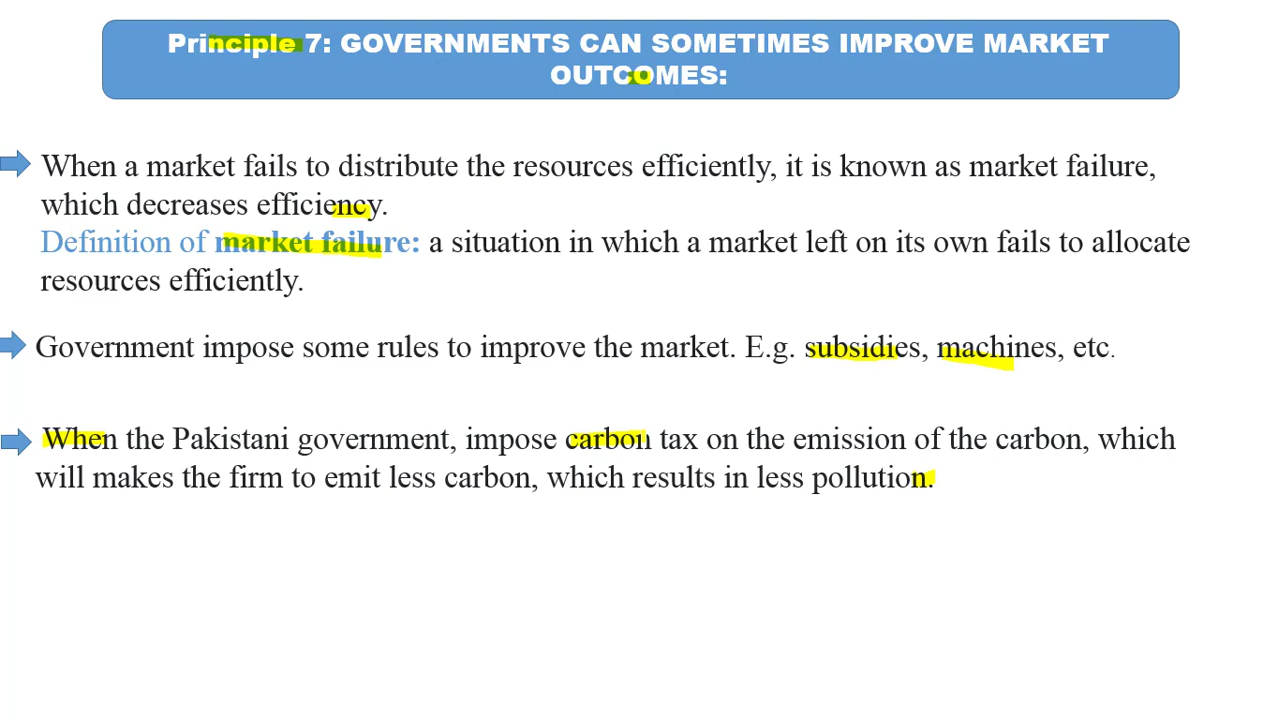 Principle 7: GOVERNMENTS CAN SOMETIMES IMPROVE MARKET
OUTCOMES:
When a market fails to distribute the resources efficiently, it is known as market failure,
which decreases efficiency.
Definition of market failure: a situation in which a market left on its own fails to allocate
resources efficiently.
Government impose some rules to improve the market. E.g. subsidies, machines, etc.
When the Pakistani government, impose carbon tax on the emission of the carbon, which
will makes the firm to emit less carbon, which results in less pollution.